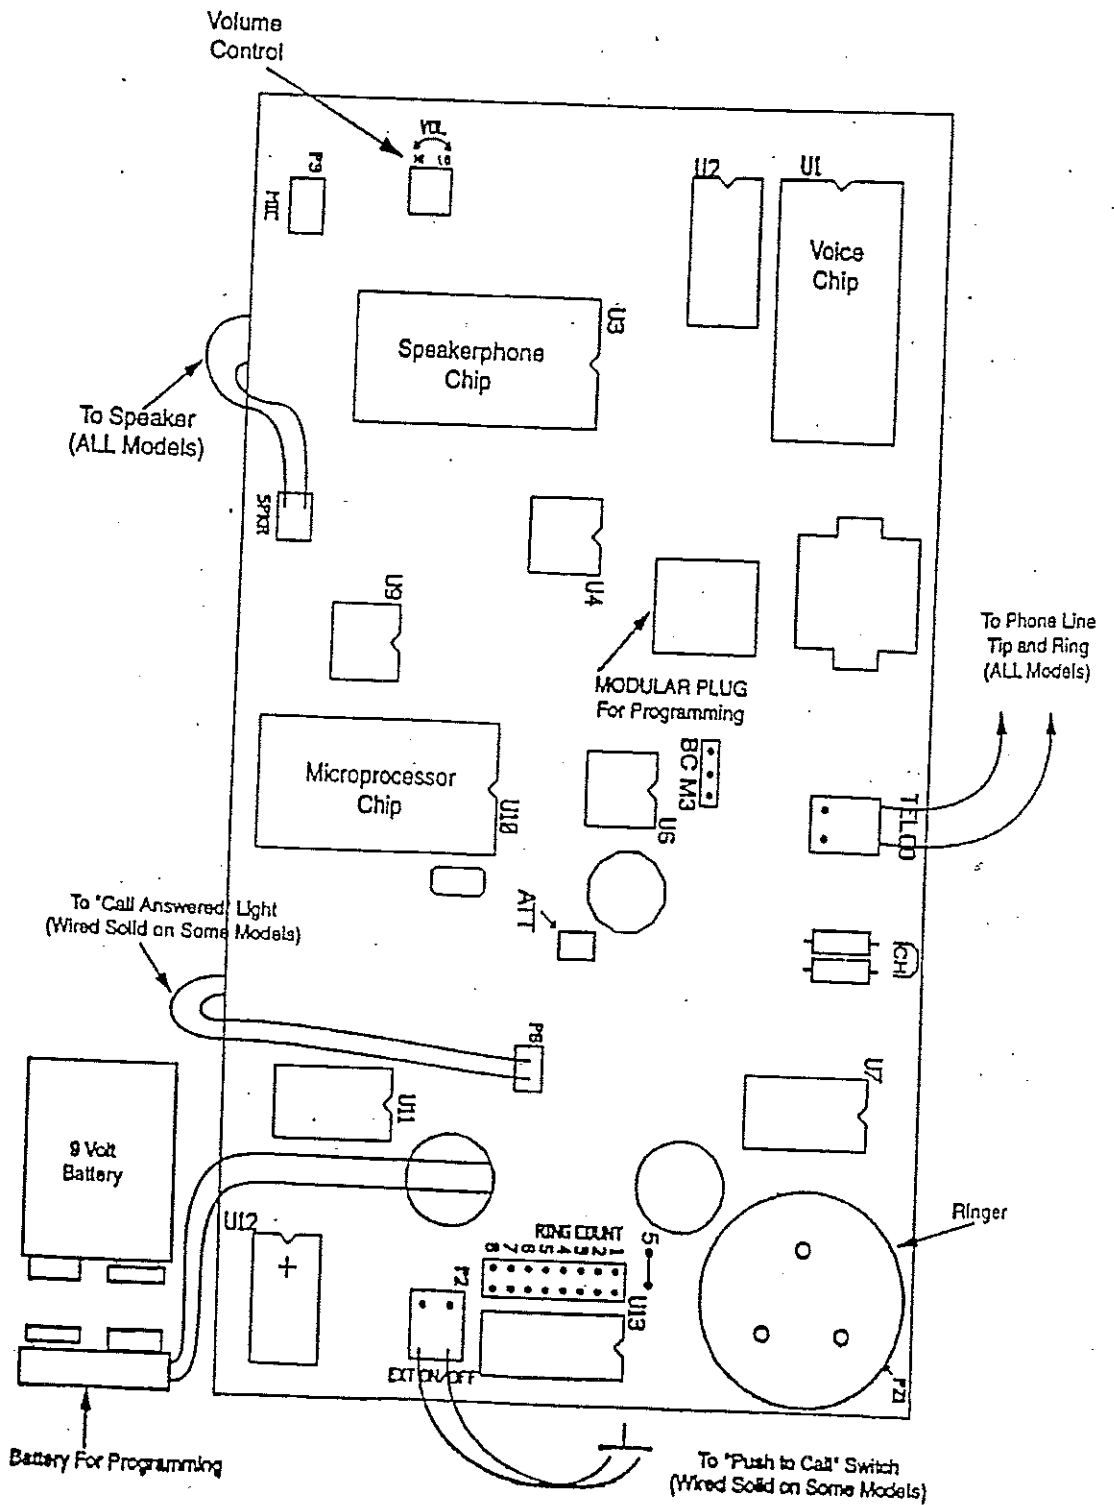 Volume
Control
VOL
P9
MIC
U2
U1
Voice
Chip
U3
Speakerphone
Chip
To Speaker
(ALL Models)
SPKR
U4
U9
MODULAR PLUG
For Programming
To Phone Line
Tip and Ring
(ALL Models)
BC M3
Microprocessor
Chip
U10
U6
TELCO
To "Call Answered" Light
(Wired Solid on Some Models)
ATT
CH
P8
U7
U11
9 Volt
Battery
U12
+
RING COUNT
8 7 6 5 4 3 2 1
5
Ringer
P2
U13
EXT ON/OFF
PZ1
Battery For Programming
To "Push to Call" Switch
(Wired Solid on Some Models)